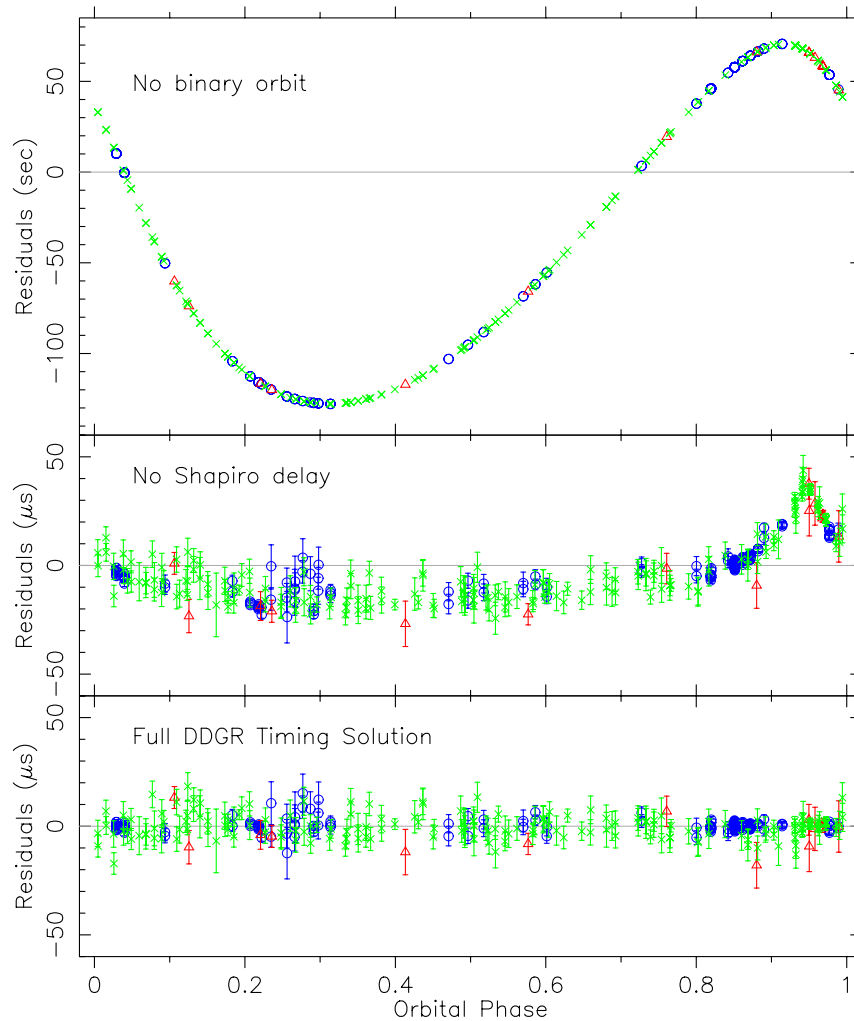 No binary orbit
50
0
−50
−100
Residuals (sec)
No Shapiro delay
50
0
−50
Residuals (μs)
Full DDGR Timing Solution
50
0
−50
Residuals (μs)
0 0.2 0.4 0.6 0.8 1
Orbital Phase